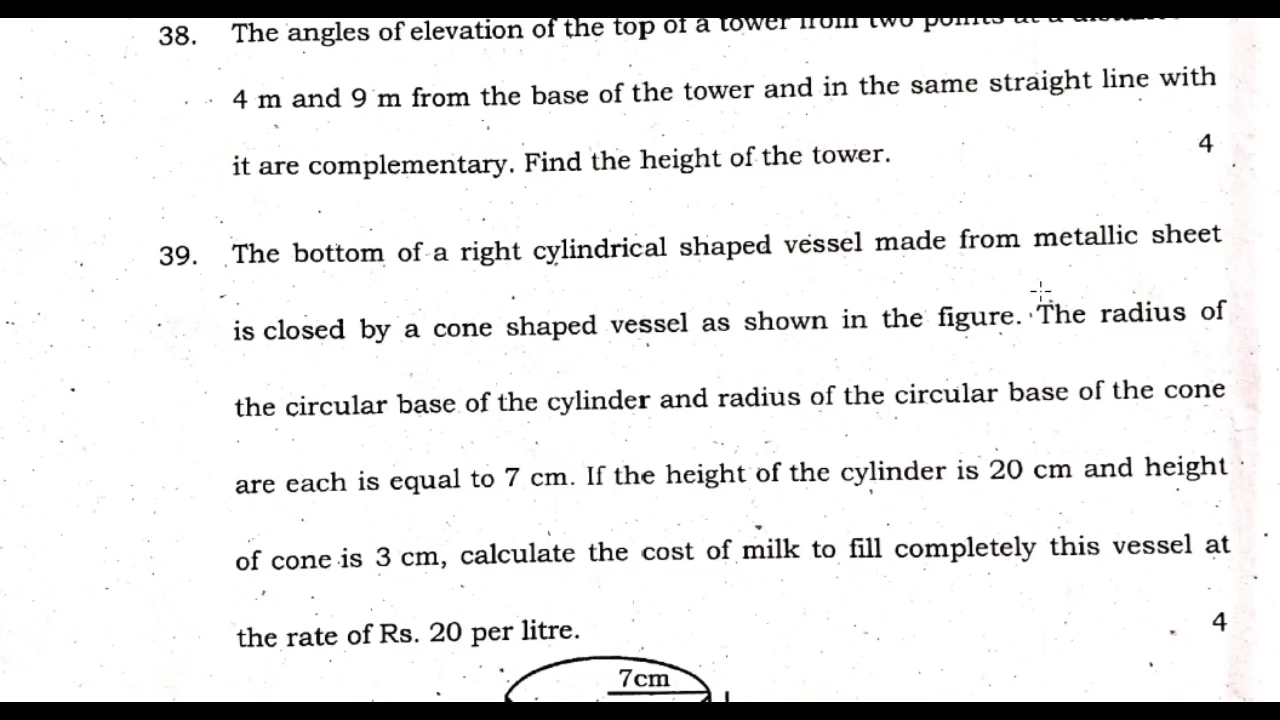 38. The angles of elevation of the top of a tower from two points at a
4 m and 9 m from the base of the tower and in the same straight line with
it are complementary. Find the height of the tower. 4
39. The bottom of a right cylindrical shaped vessel made from metallic sheet
is closed by a cone shaped vessel as shown in the figure. The radius of
the circular base of the cylinder and radius of the circular base of the cone
are each is equal to 7 cm. If the height of the cylinder is 20 cm and height
of cone is 3 cm, calculate the cost of milk to fill completely this vessel at
the rate of Rs. 20 per litre. 4
7cm